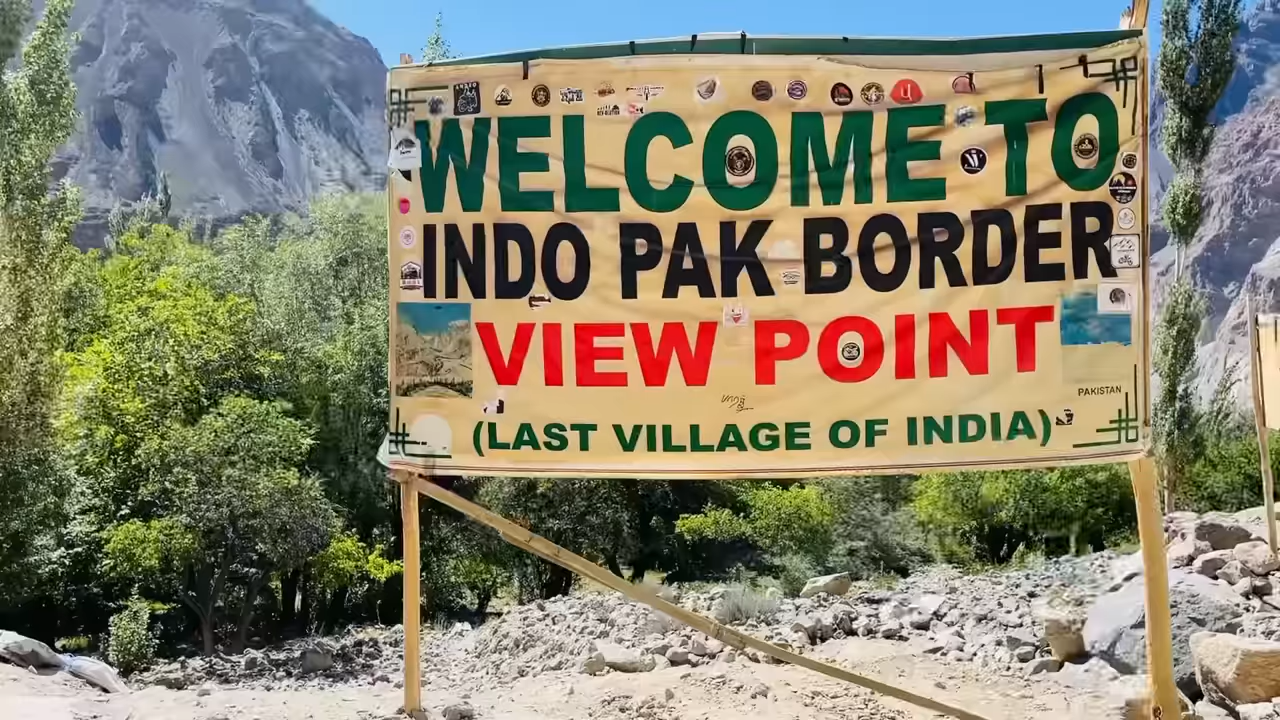 WELCOME TO
INDO PAK BORDER
VIEW POINT
PAKISTAN
(LAST VILLAGE OF INDIA)